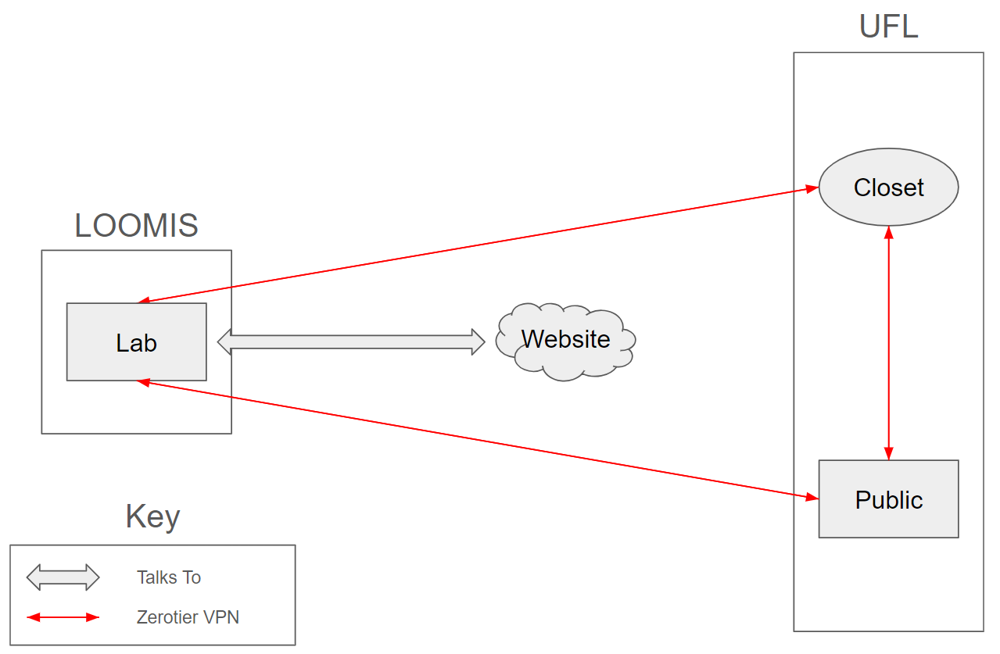 UFL
Closet
LOOMIS
Lab
Website
Public
Key
Talks To
Zerotier VPN